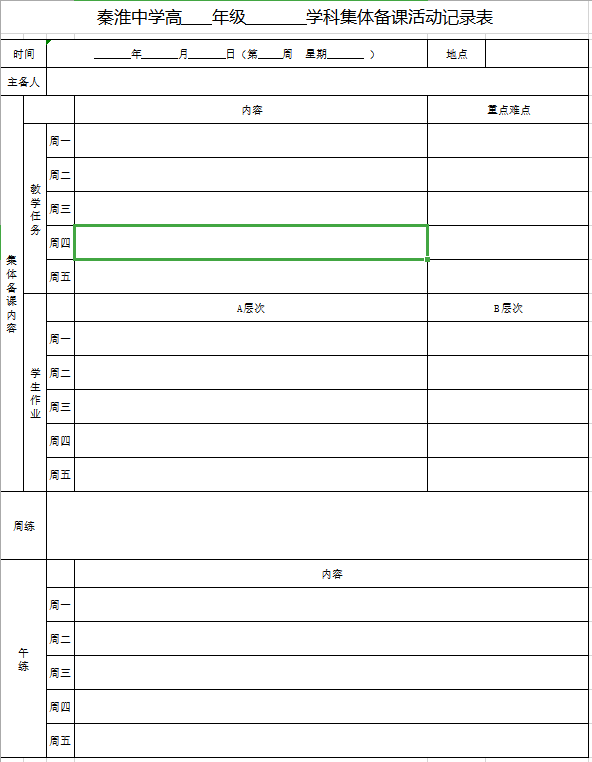 秦淮中学高____年级________学科集体备课活动记录表
时间 _______年_______月_______日（第_____周 星期_______ ） 地点
主备人
内容 重点难点
集体备课内容
教学任务
周一
周二
周三
周四
周五
A层次 B层次
学生作业
周一
周二
周三
周四
周五
周练
内容
午练
周一
周二
周三
周四
周五